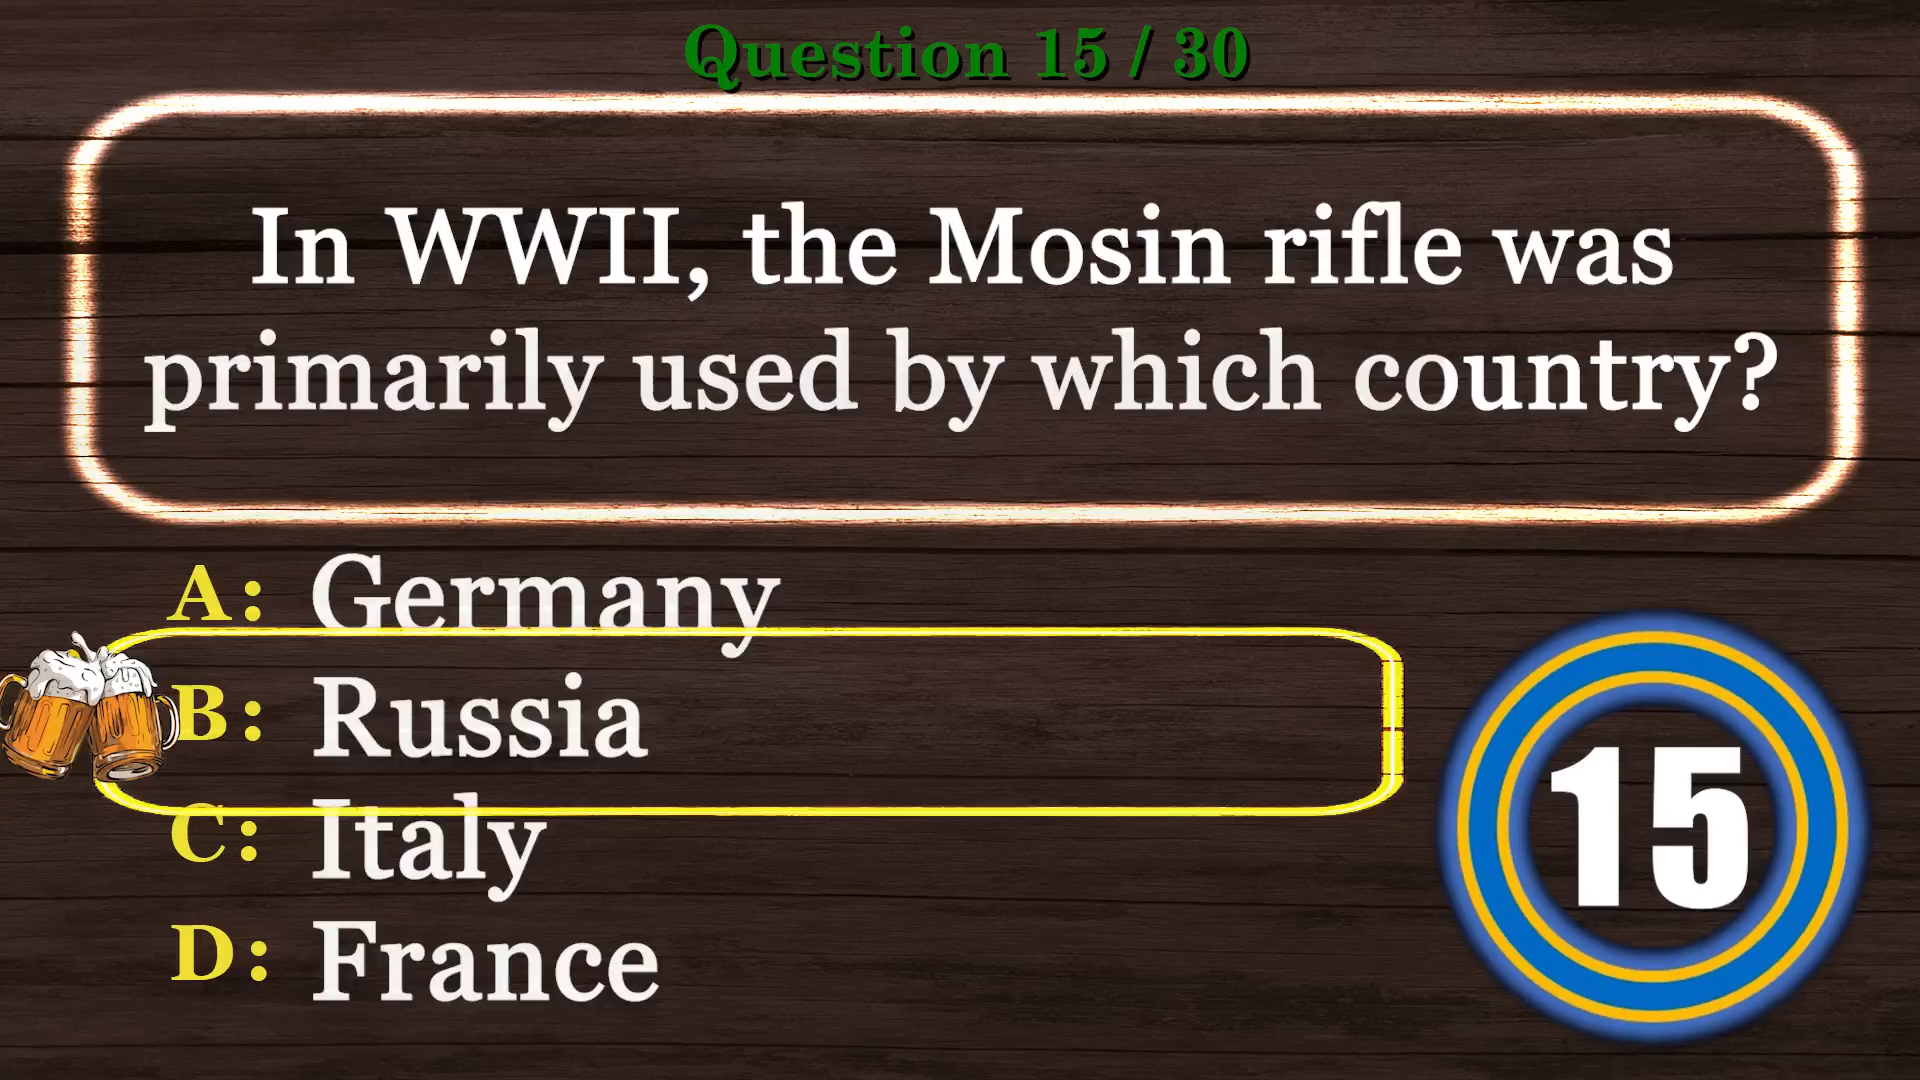 Question 15 / 30
In WWII, the Mosin rifle was
primarily used by which country?
A: Germany
B: Russia
C: Italy
D: France
15